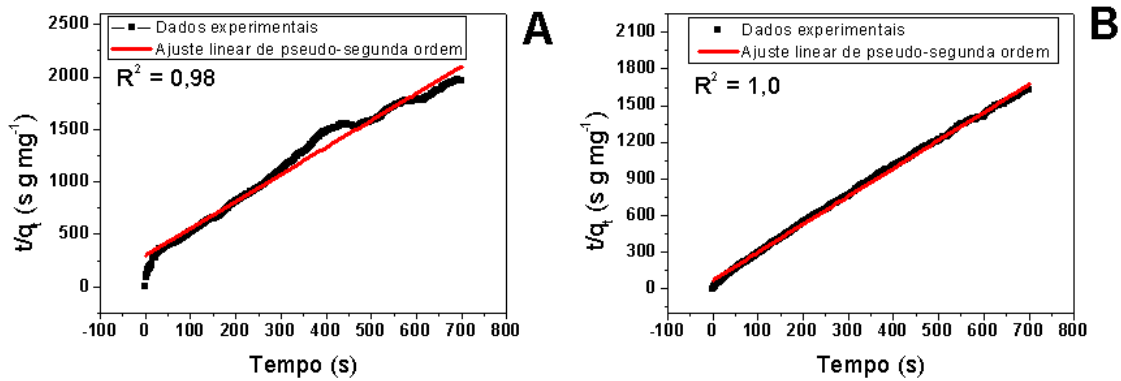 A
Dados experimentais
Ajuste linear de pseudo-segunda ordem
R² = 0,98
t/qₜ (s g mg⁻¹)
2500
2000
1500
1000
500
0
-100 0 100 200 300 400 500 600 700 800
Tempo (s)
B
Dados experimentais
Ajuste linear de pseudo-segunda ordem
R² = 1,0
t/qₜ (s g mg⁻¹)
2100
1800
1500
1200
900
600
300
0
-100 0 100 200 300 400 500 600 700 800
Tempo (s)